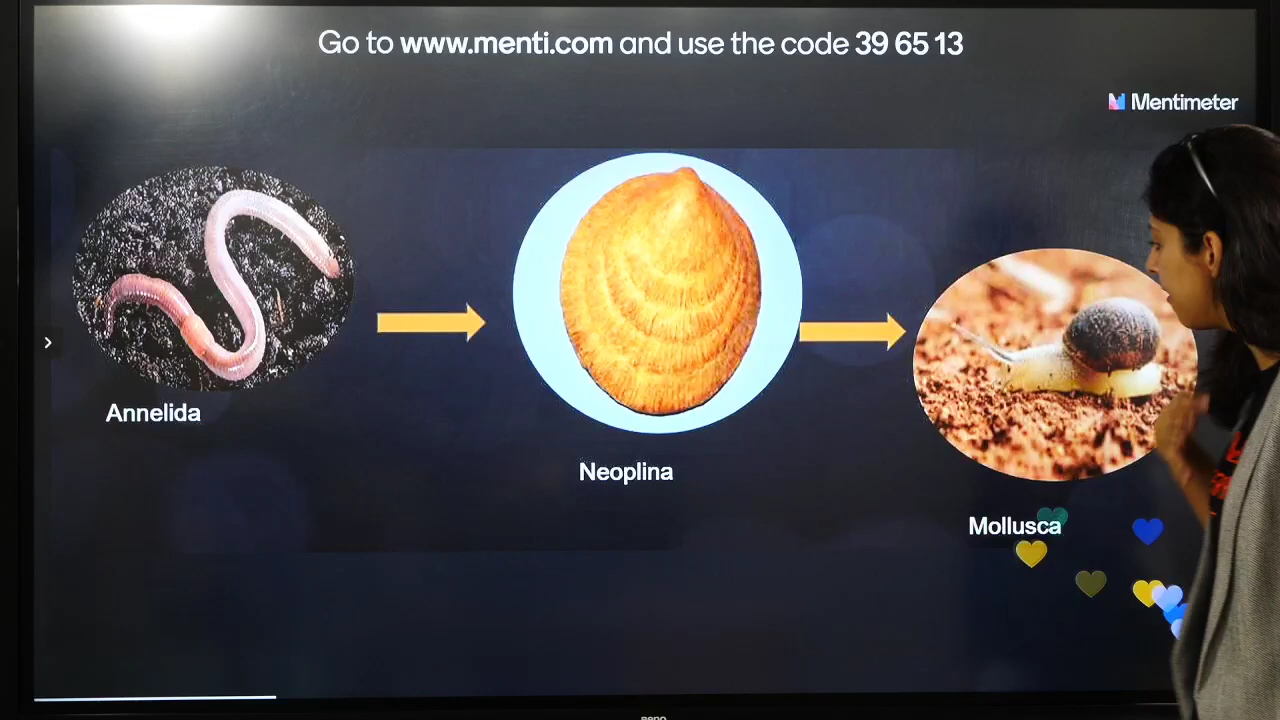 Go to www.menti.com and use the code 39 65 13
Mentimeter
Annelida
Neoplina
Mollusca